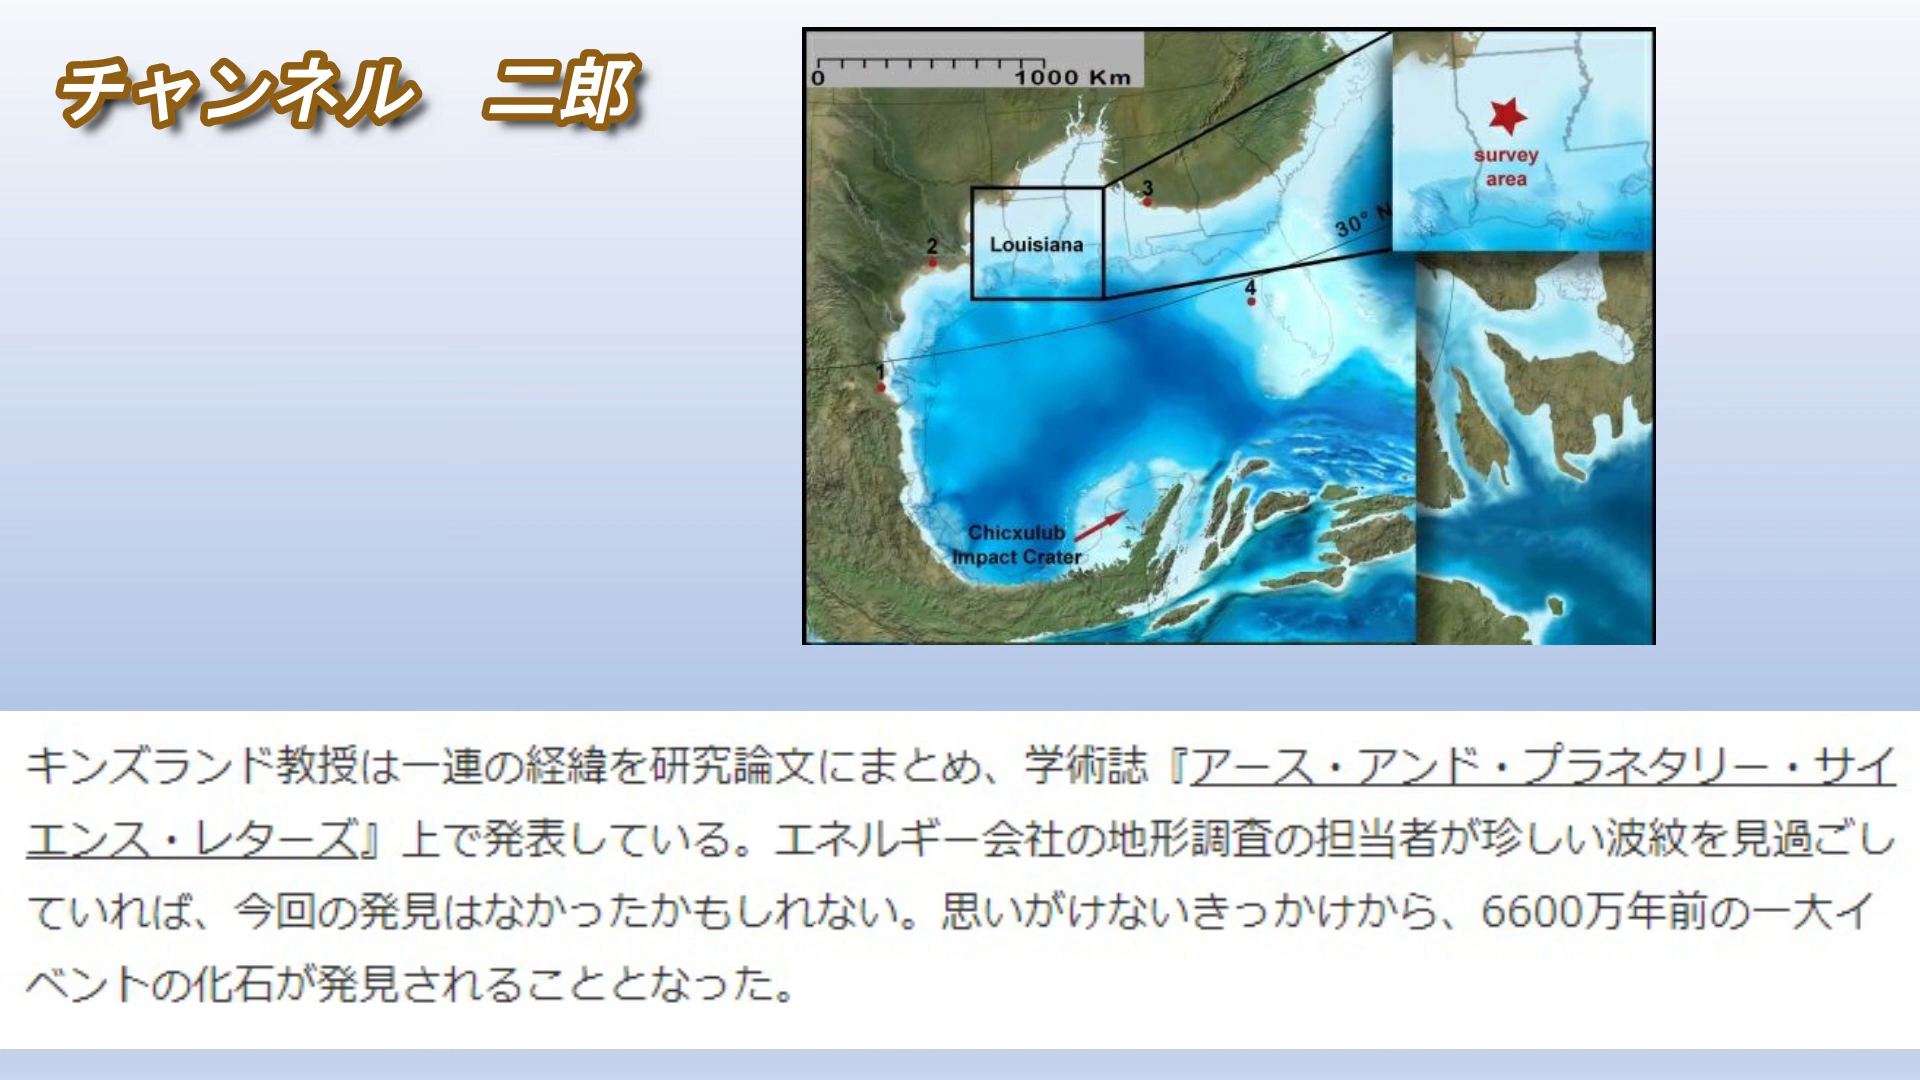 チャンネル　二郎
0 1000 Km
survey
area
3
30° N
2
Louisiana
4
1
Chicxulub
Impact Crater
キンズランド教授は一連の経緯を研究論文にまとめ、学術誌『アース・アンド・プラネタリー・サイ
エンス・レターズ』上で発表している。エネルギー会社の地形調査の担当者が珍しい波紋を見過ごし
ていれば、今回の発見はなかったかもしれない。思いがけないきっかけから、6600万年前の一大イ
ベントの化石が発見されることとなった。